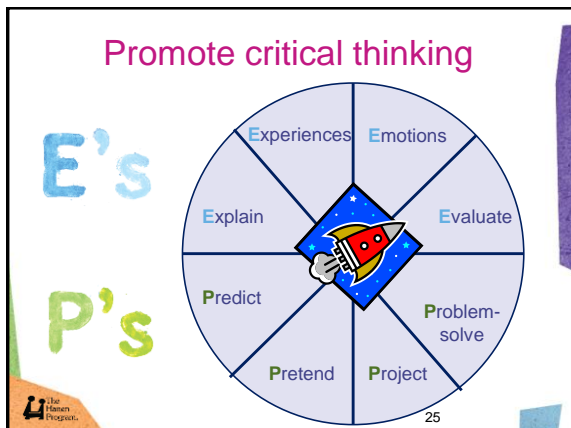 Promote critical thinking
E's
P's
Experiences
Emotions
Explain
Evaluate
Predict
Problem-
solve
Pretend
Project
The
Hanen
Program.
25